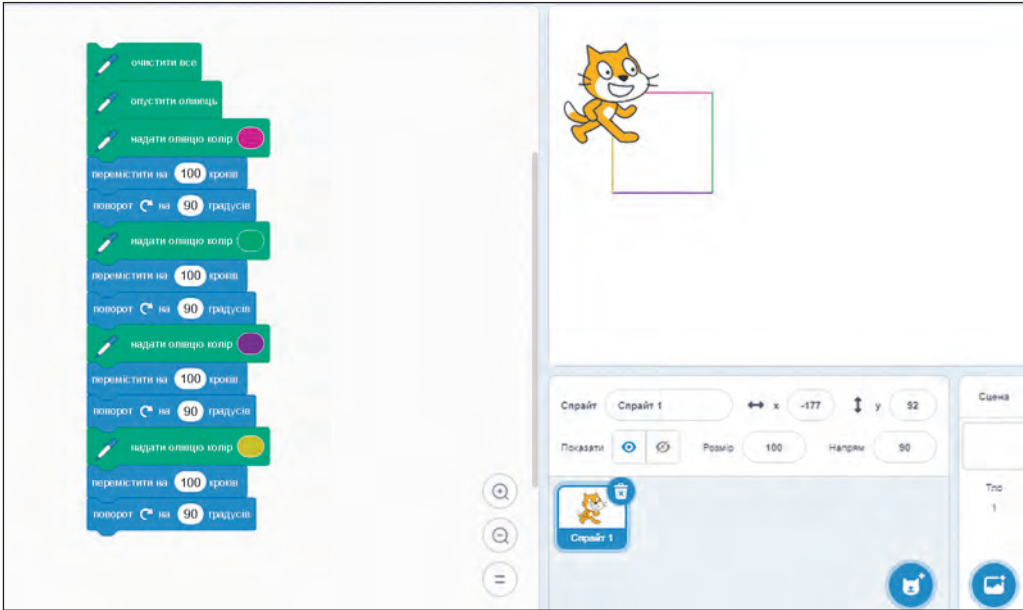 очистити все
опустити олівець
надати олівцю колір
перемістити на 100 кроків
поворот на 90 градусів
надати олівцю колір
перемістити на 100 кроків
поворот на 90 градусів
надати олівцю колір
перемістити на 100 кроків
поворот на 90 градусів
надати олівцю колір
перемістити на 100 кроків
поворот на 90 градусів
Спрайт Спрайт 1 x -177 y 92
Показати Розмір 100 Напрям 90
Спрайт 1
Сцена
Тло
1